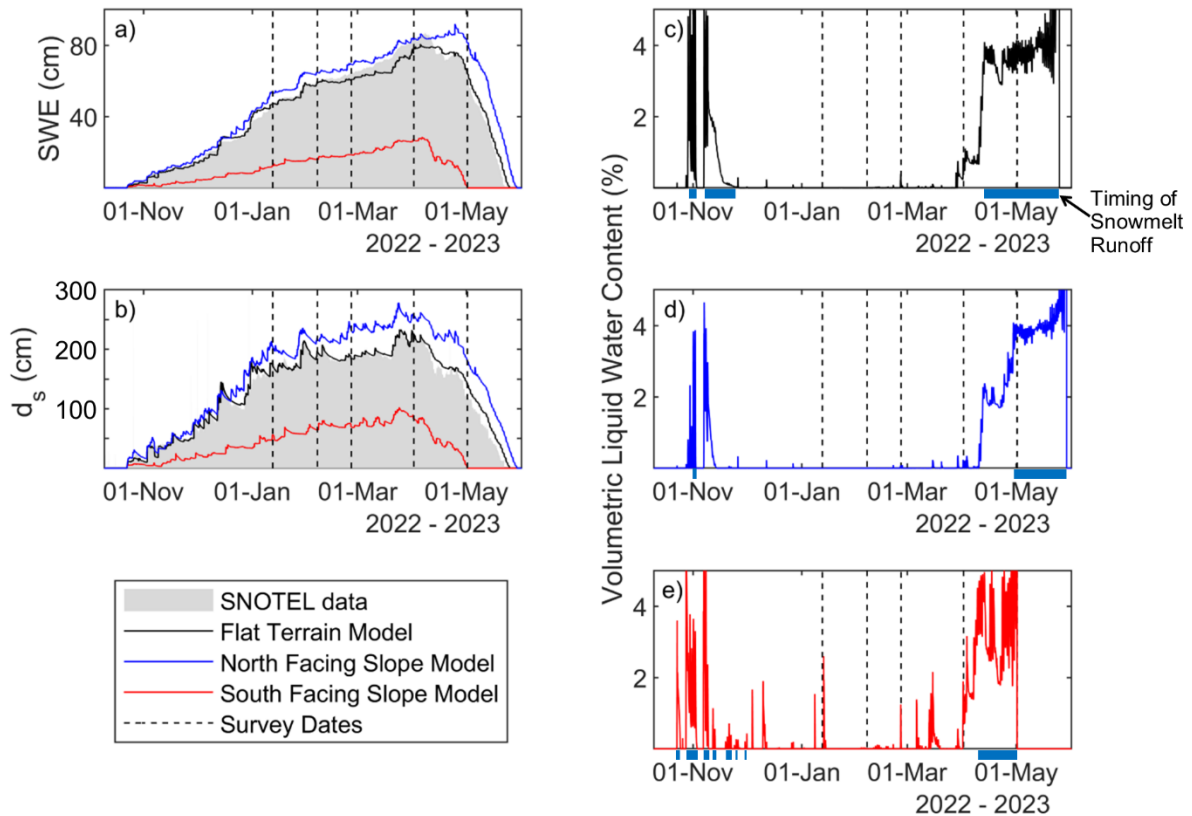 a)
SWE (cm)
80
40
01-Nov 01-Jan 01-Mar 01-May
2022 - 2023
b)
d_s (cm)
300
200
100
01-Nov 01-Jan 01-Mar 01-May
2022 - 2023
SNOTEL data
Flat Terrain Model
North Facing Slope Model
South Facing Slope Model
Survey Dates
Volumetric Liquid Water Content (%)
c)
4
2
01-Nov 01-Jan 01-Mar 01-May
2022 - 2023
Timing of
Snowmelt
Runoff
d)
4
2
01-Nov 01-Jan 01-Mar 01-May
2022 - 2023
e)
4
2
01-Nov 01-Jan 01-Mar 01-May
2022 - 2023